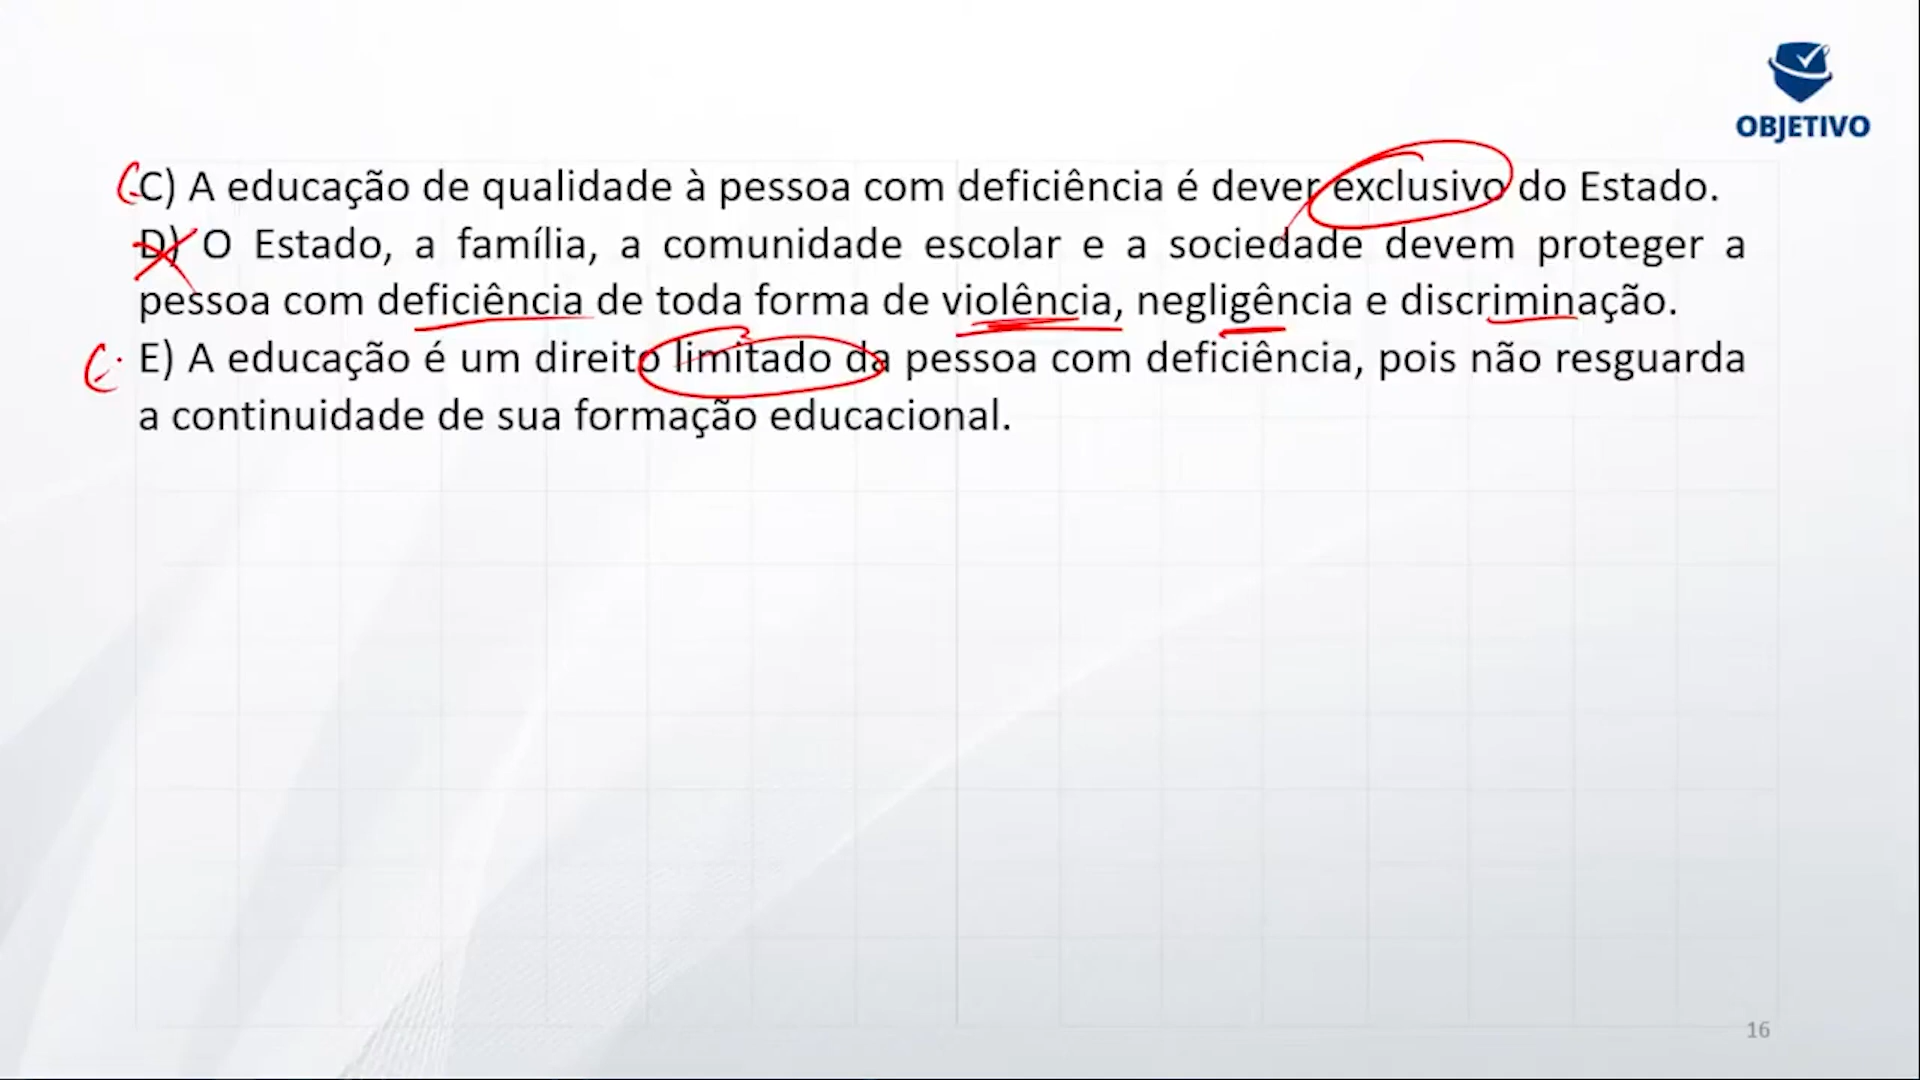 OBJETIVO
C) A educação de qualidade à pessoa com deficiência é dever exclusivo do Estado.
D) O Estado, a família, a comunidade escolar e a sociedade devem proteger a
pessoa com deficiência de toda forma de violência, negligência e discriminação.
E) A educação é um direito limitado da pessoa com deficiência, pois não resguarda
a continuidade de sua formação educacional.
16